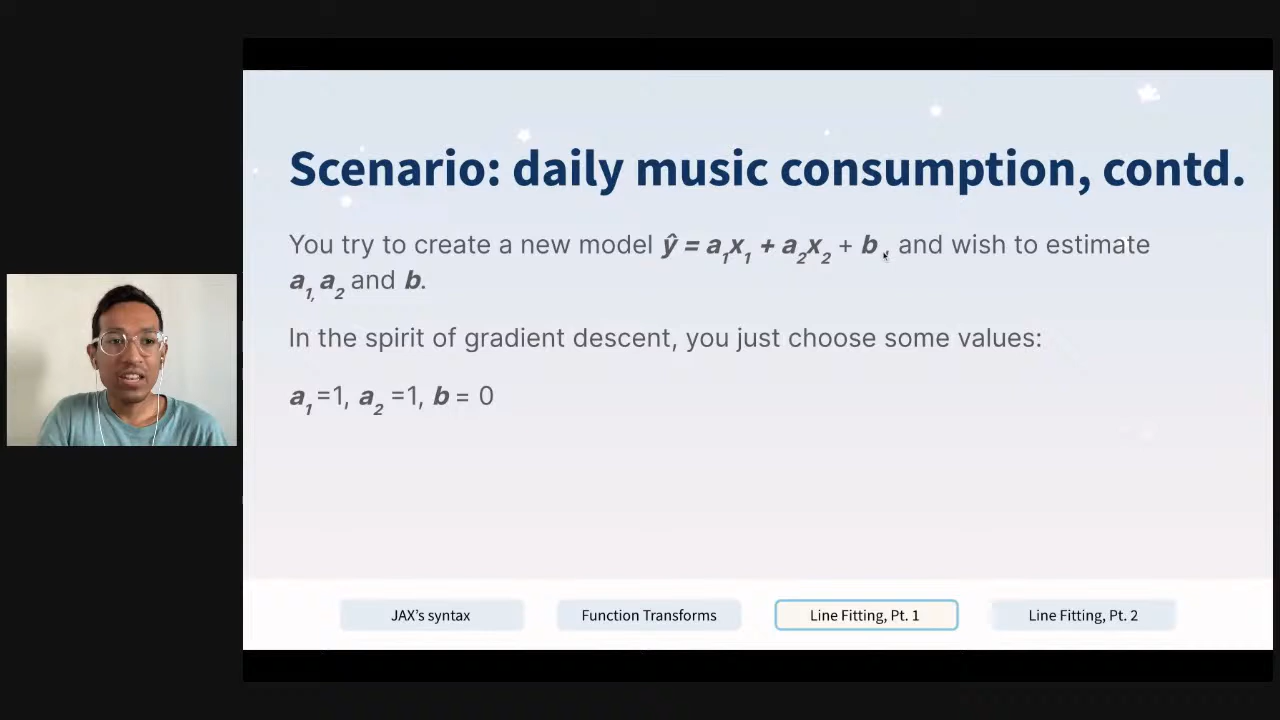 Scenario: daily music consumption, contd.
You try to create a new model ŷ = a₁x₁ + a₂x₂ + b , and wish to estimate
a₁, a₂ and b.
In the spirit of gradient descent, you just choose some values:
a₁ =1, a₂ =1, b = 0
JAX's syntax
Function Transforms
Line Fitting, Pt. 1
Line Fitting, Pt. 2